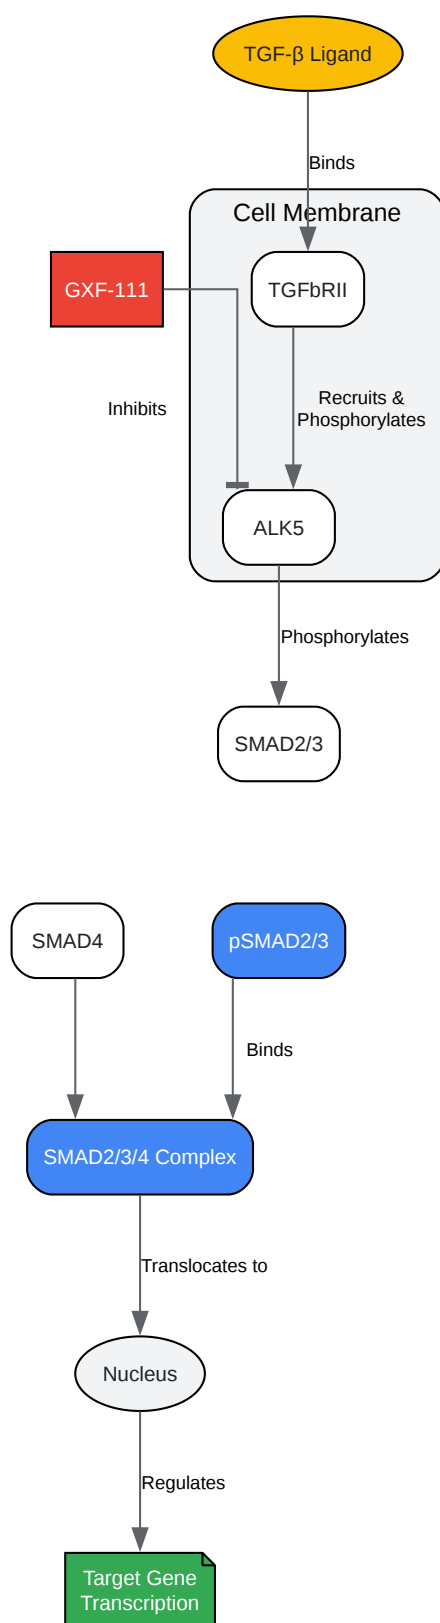 TGF-β Ligand
Binds
Cell Membrane
GXF-111
TGFbRII
Inhibits
Recruits &
Phosphorylates
ALK5
Phosphorylates
SMAD2/3
SMAD4
pSMAD2/3
Binds
SMAD2/3/4 Complex
Translocates to
Nucleus
Regulates
Target Gene
Transcription